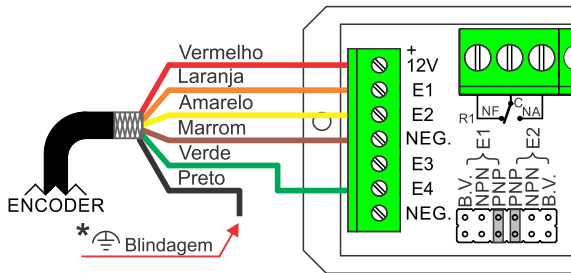 Vermelho
Laranja
Amarelo
Marrom
Verde
Preto
ENCODER
* Blindagem
+
12V
E1
E2
NEG.
E3
E4
NEG.
R1
NF
C
NA
E1
E2
B.V.
NPN
PNP
PNP
NPN
B.V.